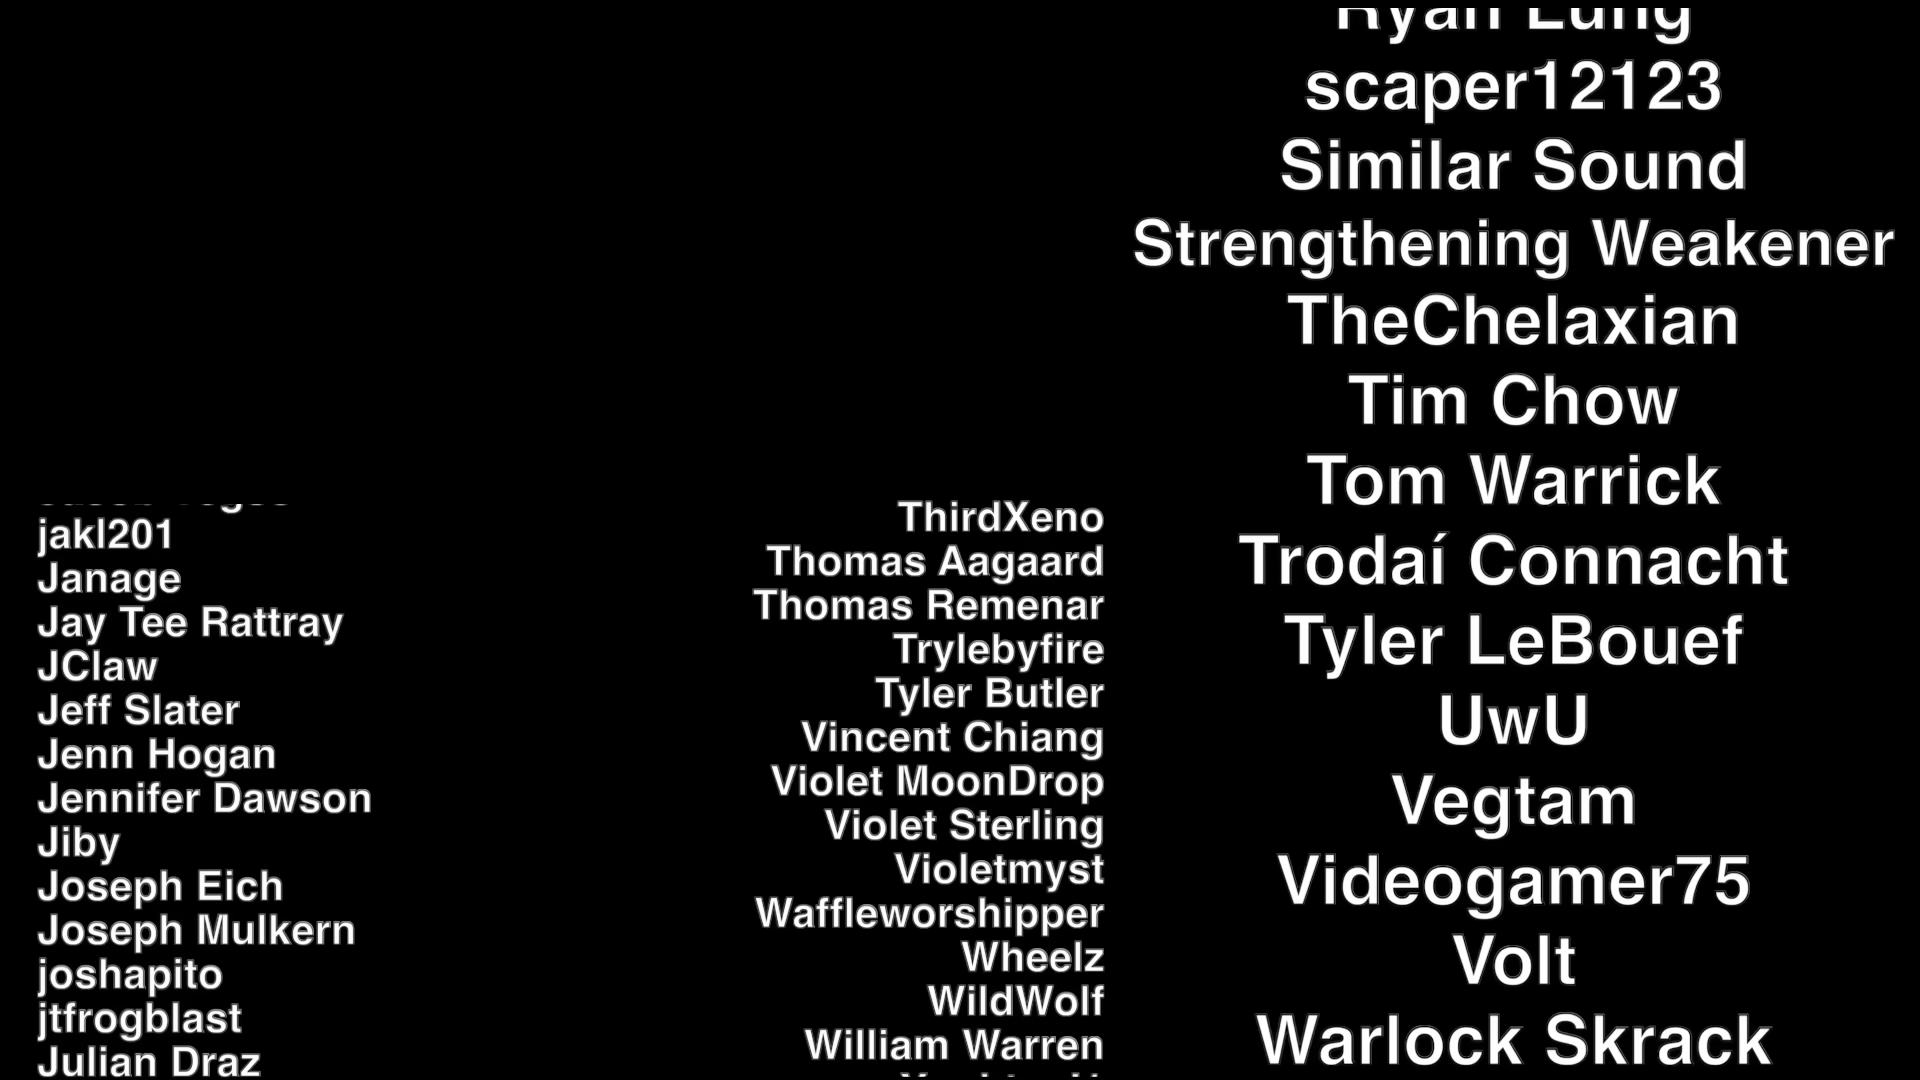 jakl201
Janage
Jay Tee Rattray
JClaw
Jeff Slater
Jenn Hogan
Jennifer Dawson
Jiby
Joseph Eich
Joseph Mulkern
joshapito
jtfrogblast
Julian Draz
ThirdXeno
Thomas Aagaard
Thomas Remenar
Trylebyfire
Tyler Butler
Vincent Chiang
Violet MoonDrop
Violet Sterling
Violetmyst
Waffleworshipper
Wheelz
WildWolf
William Warren
Ryan Lung
scaper12123
Similar Sound
Strengthening Weakener
TheChelaxian
Tim Chow
Tom Warrick
Trodaí Connacht
Tyler LeBouef
UwU
Vegtam
Videogamer75
Volt
Warlock Skrack